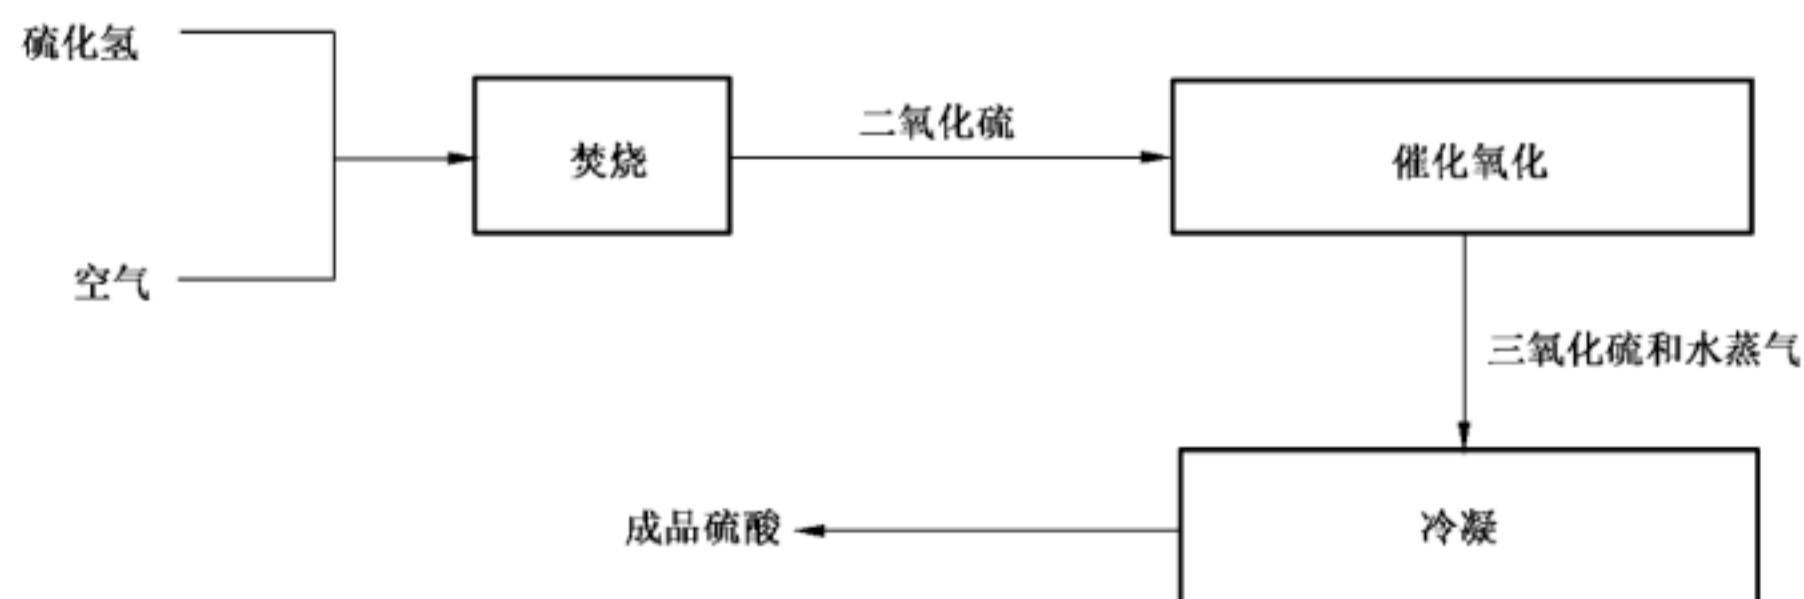 硫化氢
二氧化硫
焚烧
催化氧化
空气
三氧化硫和水蒸气
成品硫酸
冷凝